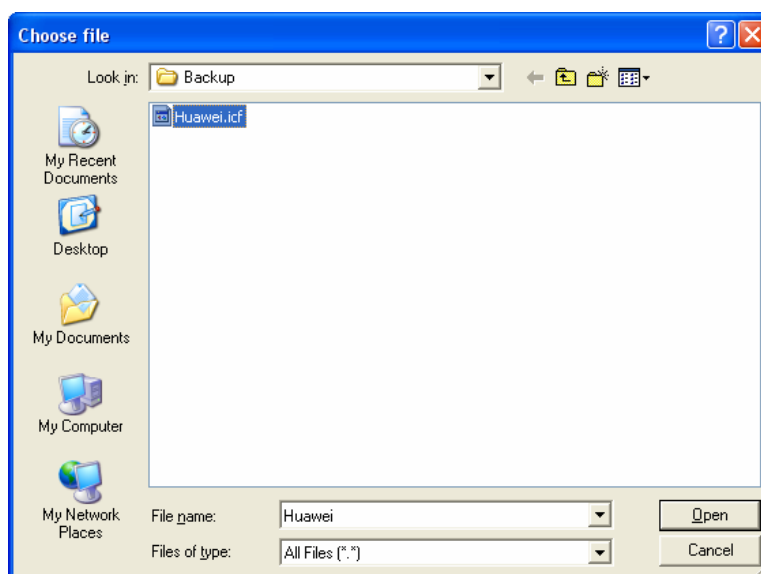 Choose file
Look in:
Backup
Huawei.icf
My Recent
Documents
Desktop
My Documents
My Computer
My Network
Places
File name:
Huawei
Open
Files of type:
All Files (*.*)
Cancel